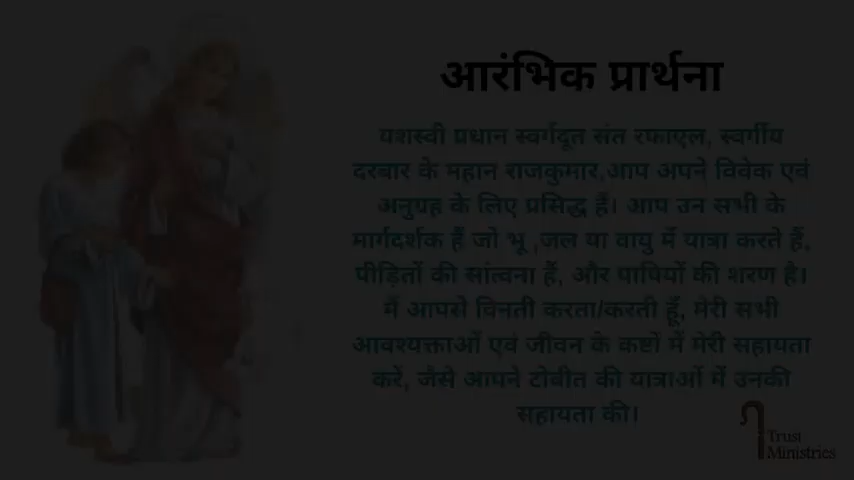 आरंभिक प्रार्थना
यशस्वी प्रधान स्वर्गदूत संत रफाएल, स्वर्गीय
दरबार के महान राजकुमार,आप अपने विवेक एवं
अनुग्रह के लिए प्रसिद्ध हैं। आप उन सभी के
मार्गदर्शक हैं जो भू ,जल या वायु में यात्रा करते हैं,
पीड़ितों की सांत्वना हैं, और पापियों की शरण है।
मैं आपसे विनती करता/करती हूँ, मेरी सभी
आवश्यक्ताओं एवं जीवन के कष्टों में मेरी सहायता
करें, जैसे आपने टोबीत की यात्राओं में उनकी
सहायता की।
Trust
Ministries